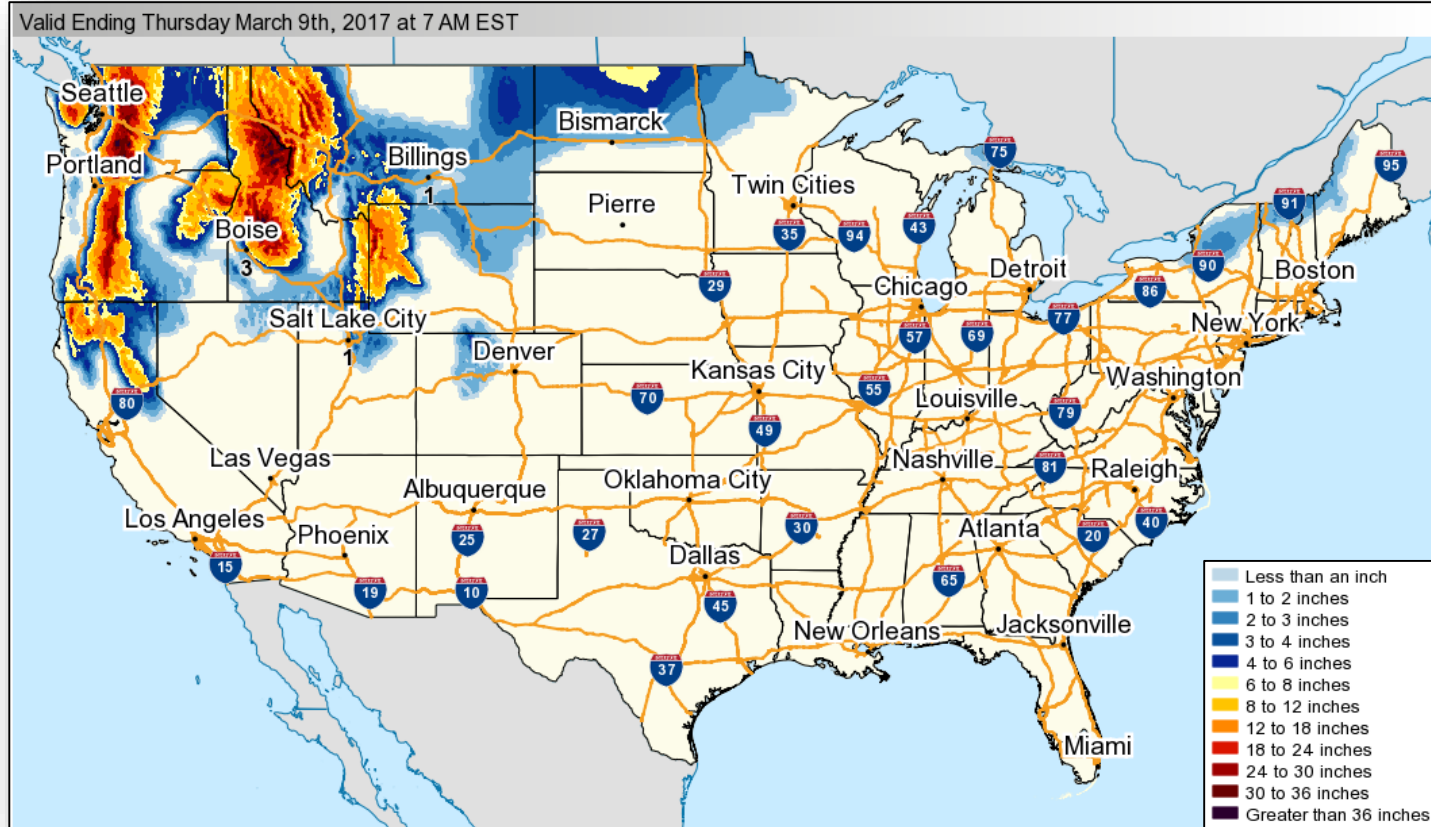 Valid Ending Thursday March 9th, 2017 at 7 AM EST
Seattle
Bismarck
Portland
Billings
75
95
1
Twin Cities
Pierre
91
Boise
35
94
43
3
90
Detroit
Boston
29
Chicago
86
Salt Lake City
77
New York
1
Denver
57
69
Kansas City
Washington
80
70
55
Louisville
79
49
Las Vegas
Nashville
81
Raleigh
Albuquerque
Oklahoma City
Los Angeles
Phoenix
25
27
30
Atlanta
20
40
15
Dallas
65
19
10
45
New Orleans
Jacksonville
37
Miami
Less than an inch
1 to 2 inches
2 to 3 inches
3 to 4 inches
4 to 6 inches
6 to 8 inches
8 to 12 inches
12 to 18 inches
18 to 24 inches
24 to 30 inches
30 to 36 inches
Greater than 36 inches